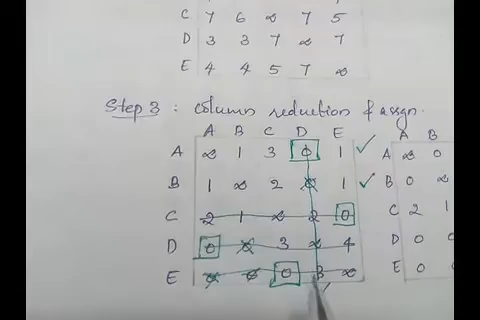 C 7 6 ∞ 7 5
D 3 3 7 ∞ 7
E 4 4 5 7 ∞
Step 3 : column reduction & assign.
A B C D E
A ∞ 1 3 0 1 ✓
B 1 ∞ 2 0 1 ✓
C 2 1 ∞ 2 0
D 0 0 3 ∞ 4
E 0 0 0 3 ∞
A B
A ∞ 0
B 0 ∞
C 2 1
D 0 0
E 0 0